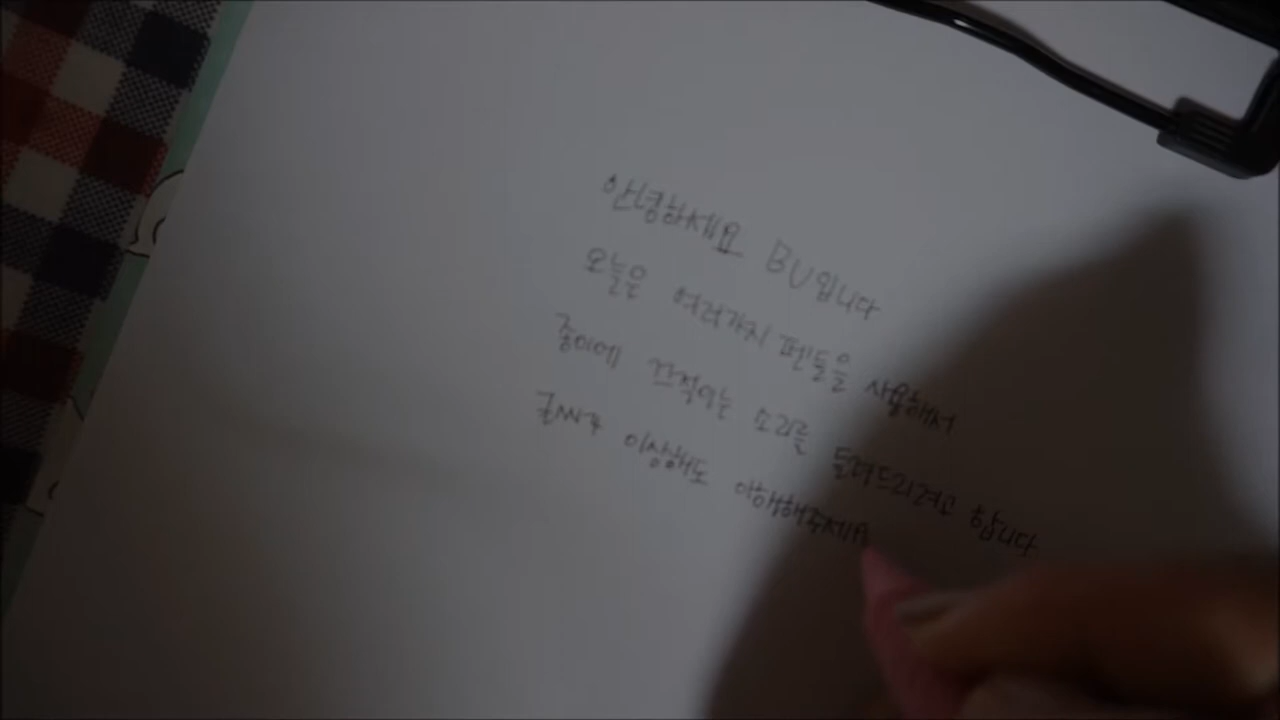 안녕하세요 BU입니다
오늘은 여러가지 펜들을 사용해서
종이에 끄적이는 소리를 들려드리려고 합니다
글씨가 이상해도 이해해주세요